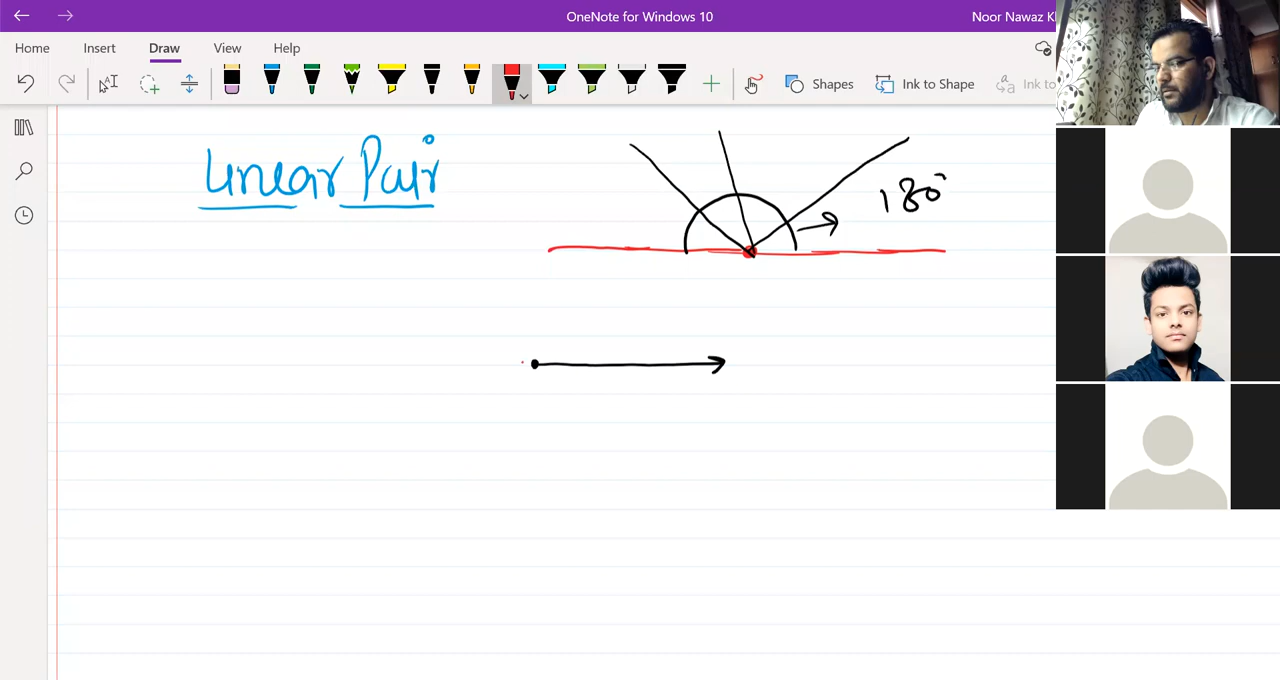 OneNote for Windows 10
Noor Nawaz Kh
Home Insert Draw View Help
Shapes Ink to Shape Ink to
Linear Pair
180°